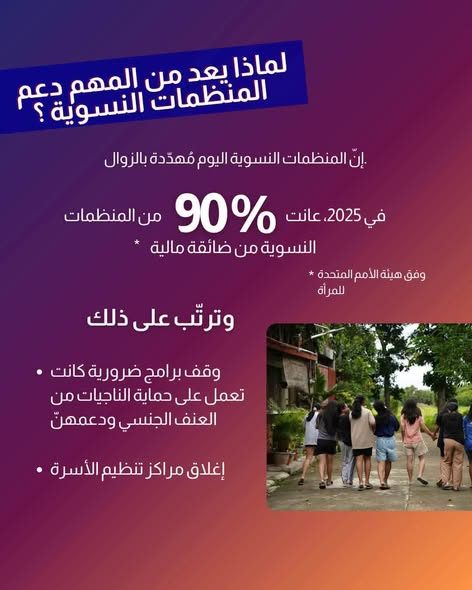 لماذا يعد من المهم دعم
المنظمات النسوية ؟
إنّ المنظمات النسوية اليوم مُهدّدة بالزوال.
في 2025، عانت 90% من المنظمات
النسوية من ضائقة مالية *
* وفق هيئة الأمم المتحدة
للمرأة
وترتّب على ذلك
• وقف برامج ضرورية كانت
تعمل على حماية الناجيات من
العنف الجنسي ودعمهنّ
• إغلاق مراكز تنظيم الأسرة